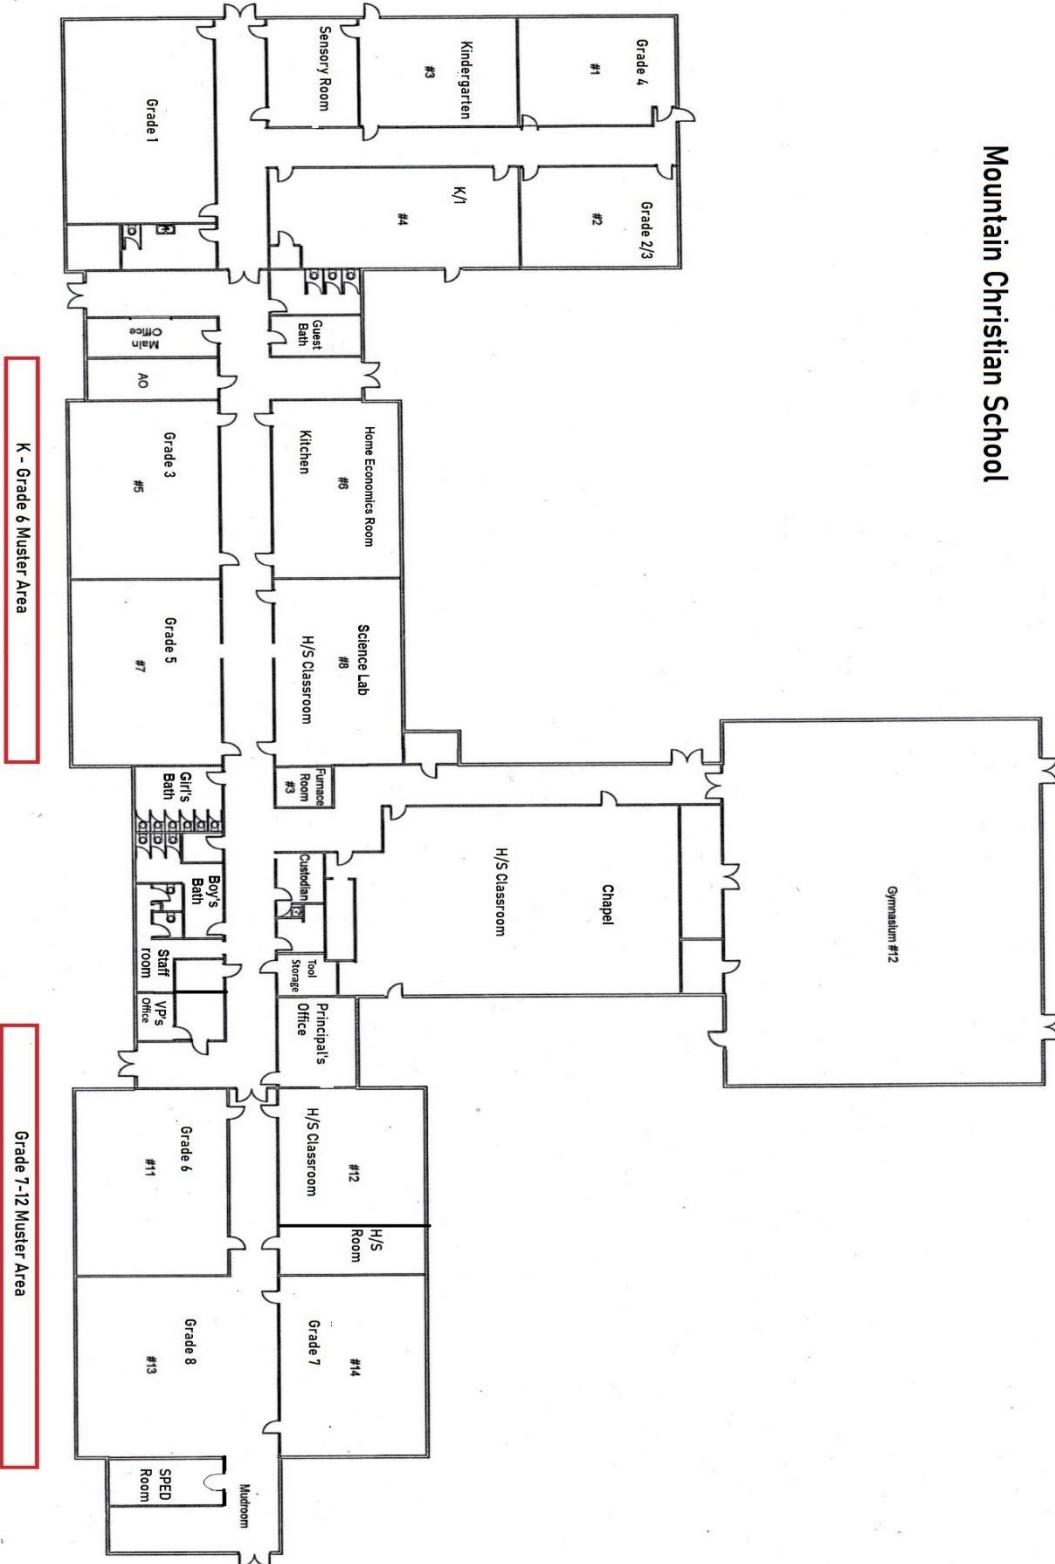 Mountain Christian School
Grade 4
#1
Kindergarten
#3
Sensory Room
Grade 1
Grade 2/3
#2
K/1
#4
Guest
Bath
Main
Office
AO
Home Economics Room
#6
Kitchen
Grade 3
#5
Science Lab
#8
H/S Classroom
Grade 5
#7
Furnace
Room
#3
Girl's
Bath
Boy's
Bath
Custodian
Tool
Storage
Staff
room
VP's
Office
Principal's
Office
Chapel
H/S Classroom
Gymnasium #12
#12
H/S Classroom
H/S
Room
Grade 6
#11
#14
Grade 7
Grade 8
#13
SPED
Room
Mudroom
K - Grade 6 Muster Area
Grade 7-12 Muster Area